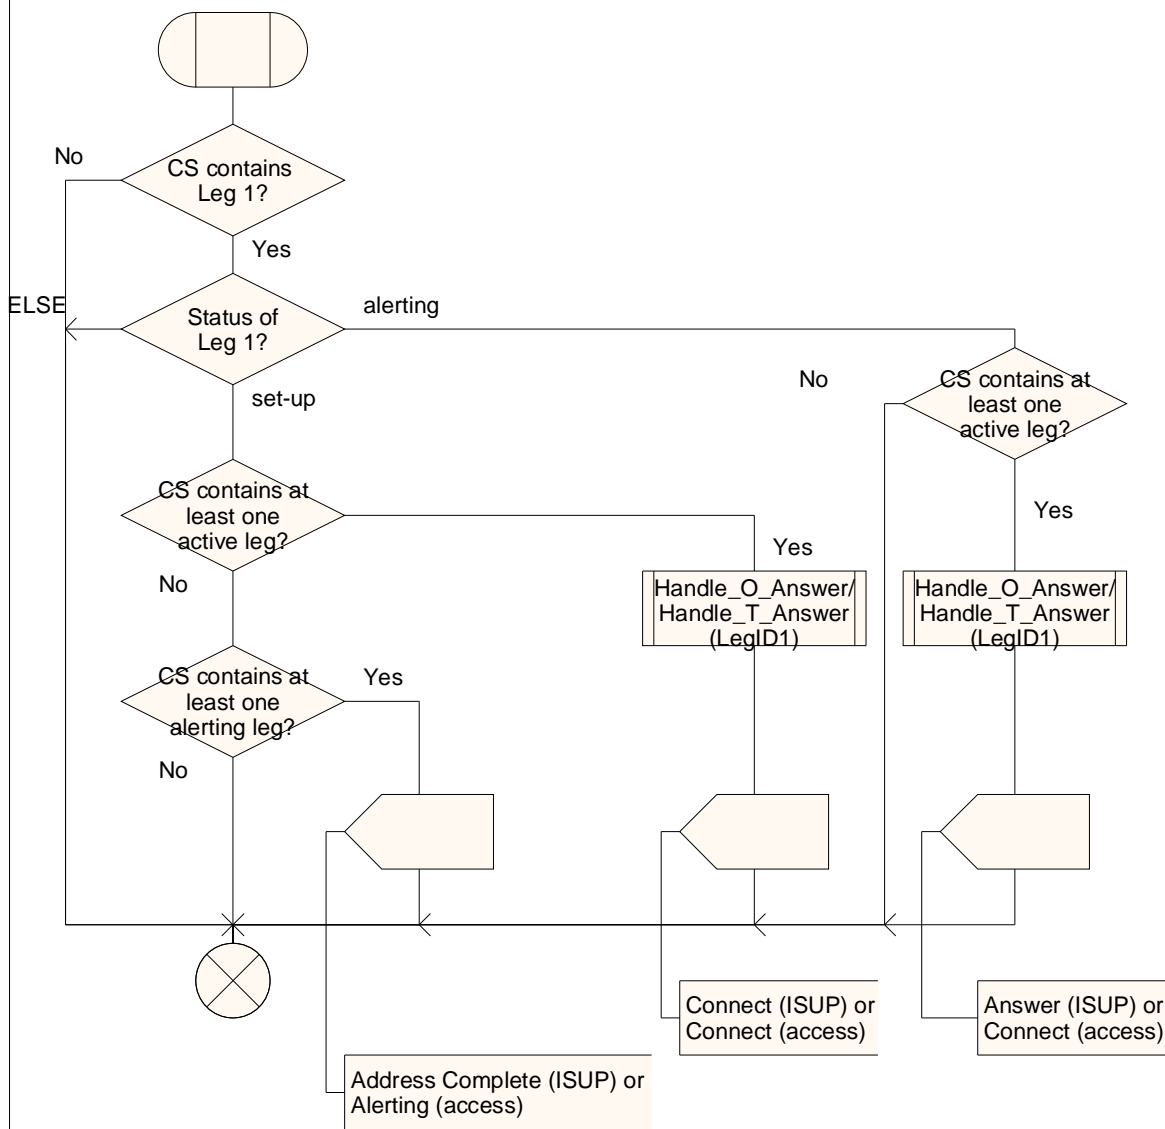 No
CS contains
Leg 1?
Yes
ELSE
Status of
Leg 1?
alerting
set-up
No
CS contains at
least one
active leg?
CS contains at
least one
active leg?
Yes
Yes
No
Handle_O_Answer/
Handle_T_Answer
(LegID1)
Handle_O_Answer/
Handle_T_Answer
(LegID1)
CS contains at
least one
alerting leg?
Yes
No
Connect (ISUP) or
Connect (access)
Answer (ISUP) or
Connect (access)
Address Complete (ISUP) or
Alerting (access)